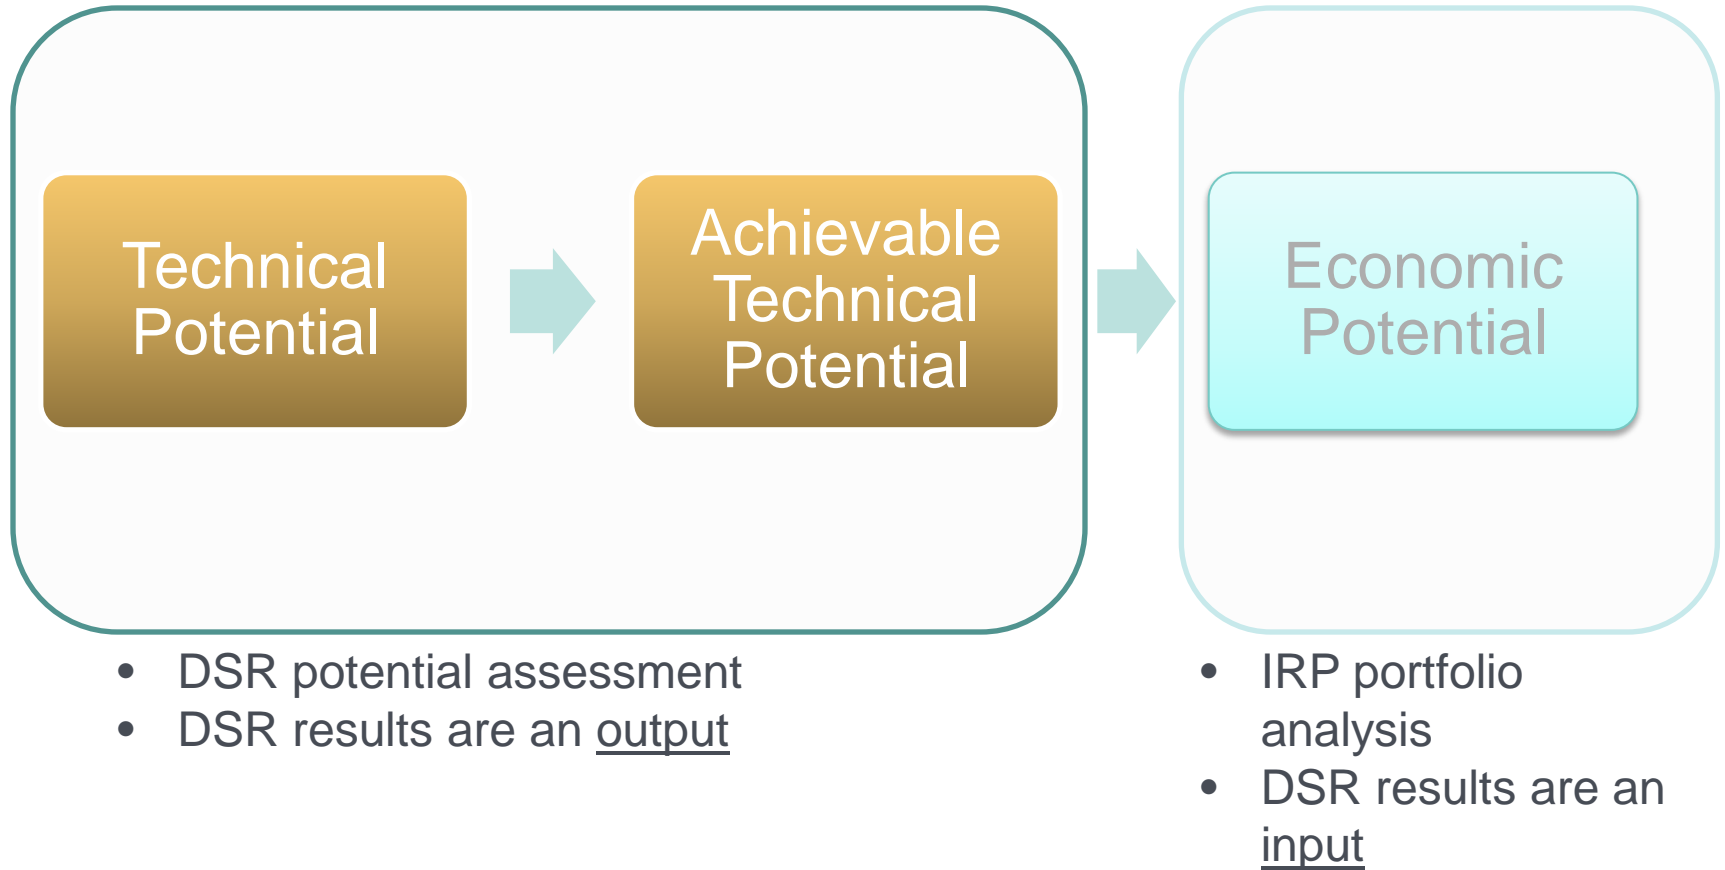 Technical
Potential
Achievable
Technical
Potential
Economic
Potential
• DSR potential assessment
• DSR results are an output
• IRP portfolio
analysis
• DSR results are an
input